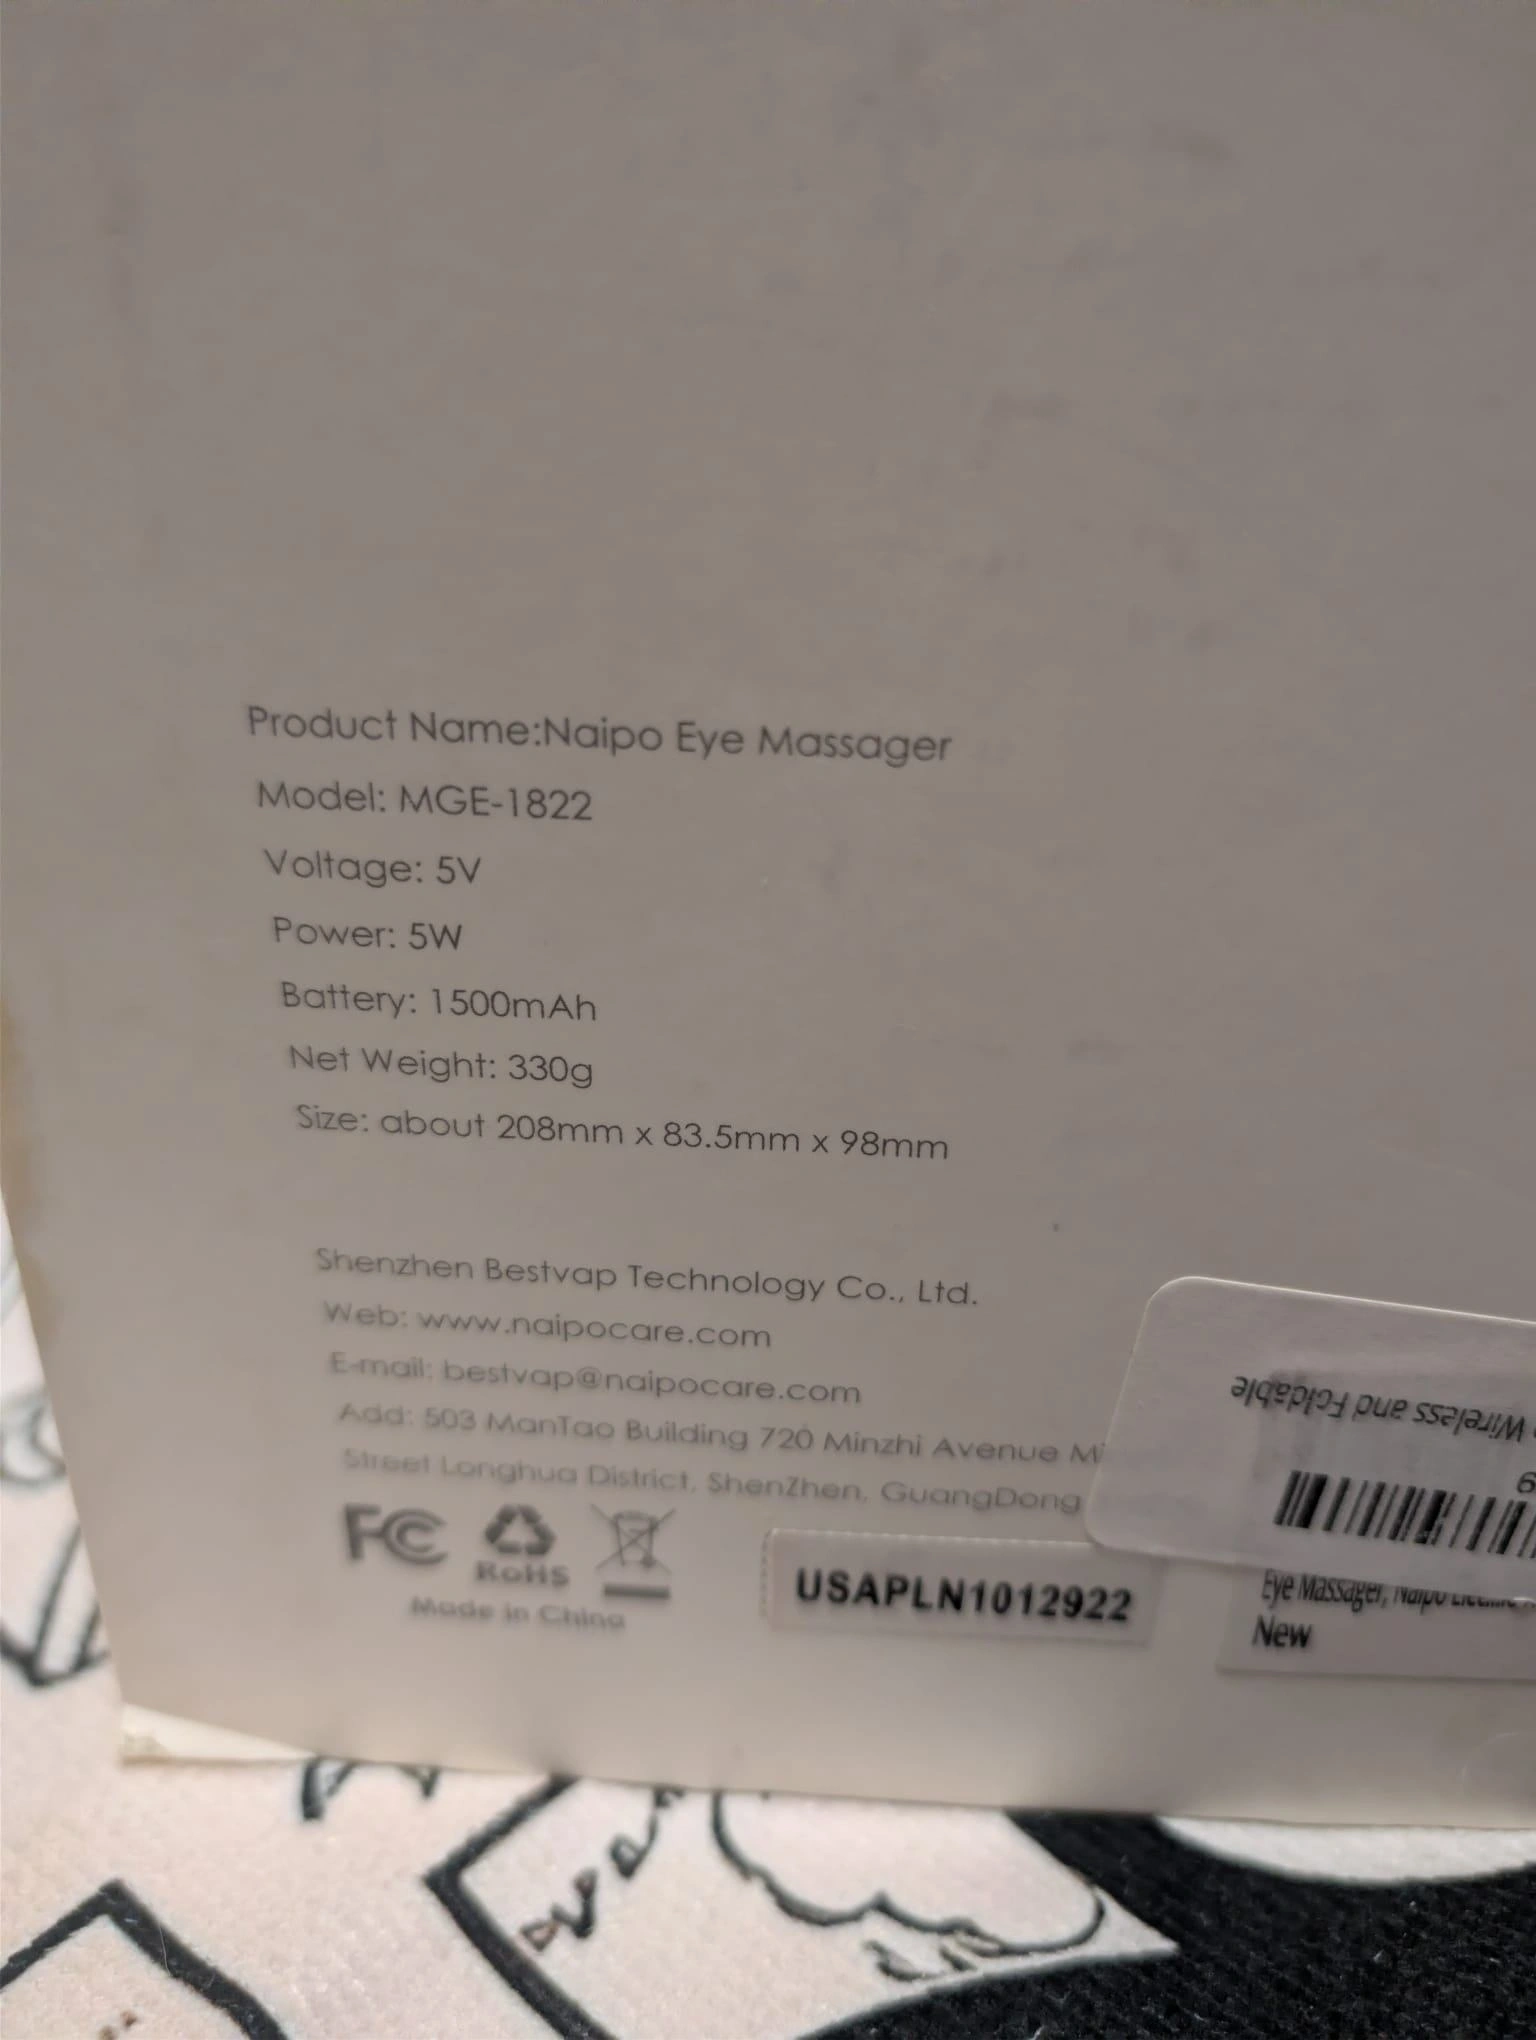 Product Name:Naipo Eye Massager
Model: MGE-1822
Voltage: 5V
Power: 5W
Battery: 1500mAh
Net Weight: 330g
Size: about 208mm x 83.5mm x 98mm
Shenzhen Bestvap Technology Co., Ltd.
Web: www.naipocare.com
E-mail: bestvap@naipocare.com
Add: 503 ManTao Building 720 Minzhi Avenue
Street Longhua District, ShenZhen, GuangDong
FC
RoHS
Made in China
USAPLN1012922
Wireless and Foldable
9
Eye Massager, Naipo
New